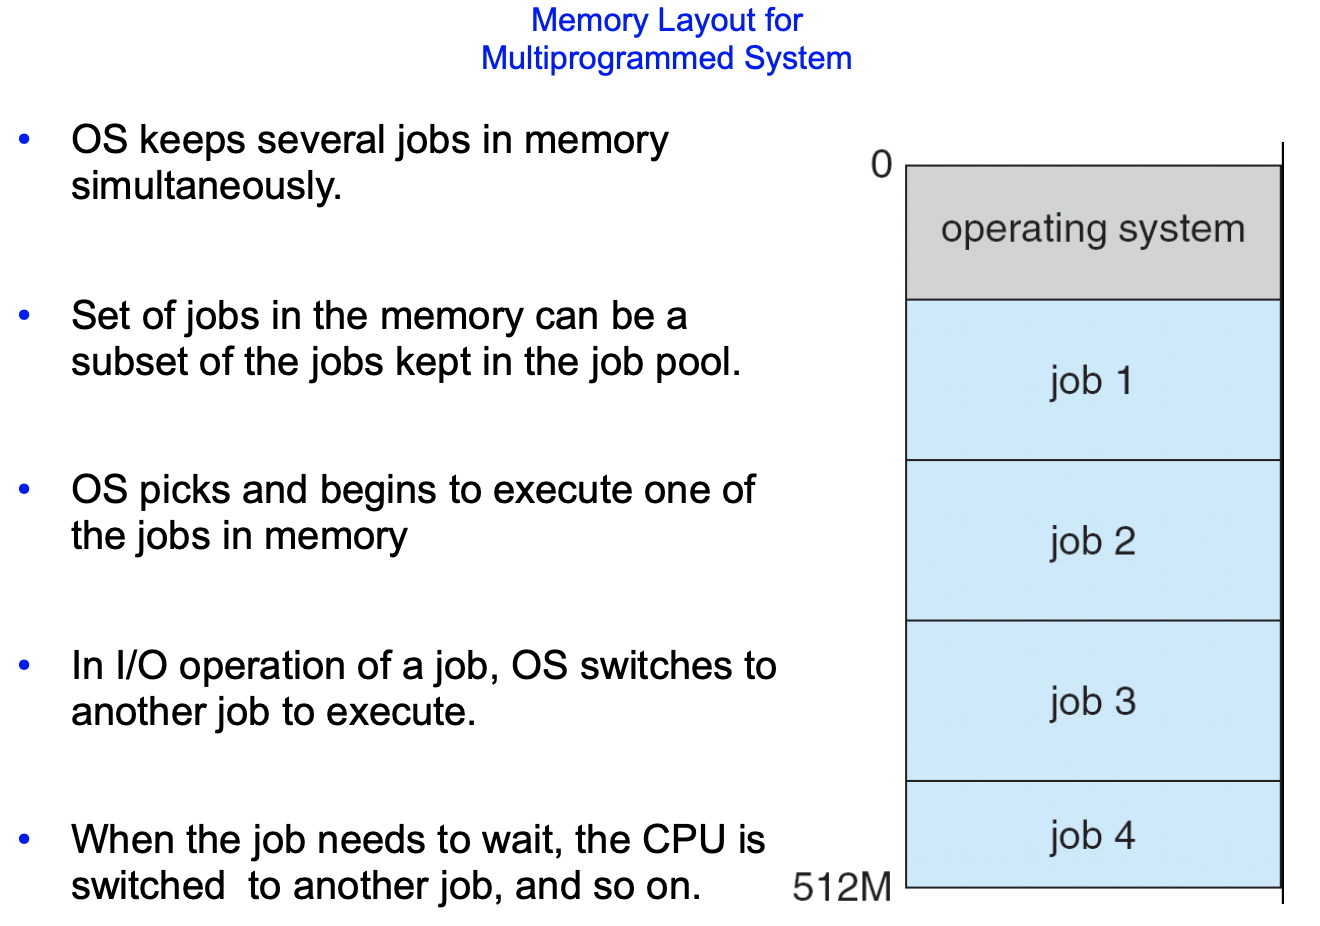 Memory Layout for
Multiprogrammed System
• OS keeps several jobs in memory
simultaneously.
• Set of jobs in the memory can be a
subset of the jobs kept in the job pool.
• OS picks and begins to execute one of
the jobs in memory
• In I/O operation of a job, OS switches to
another job to execute.
• When the job needs to wait, the CPU is
switched  to another job, and so on.
0
operating system
job 1
job 2
job 3
job 4
512M